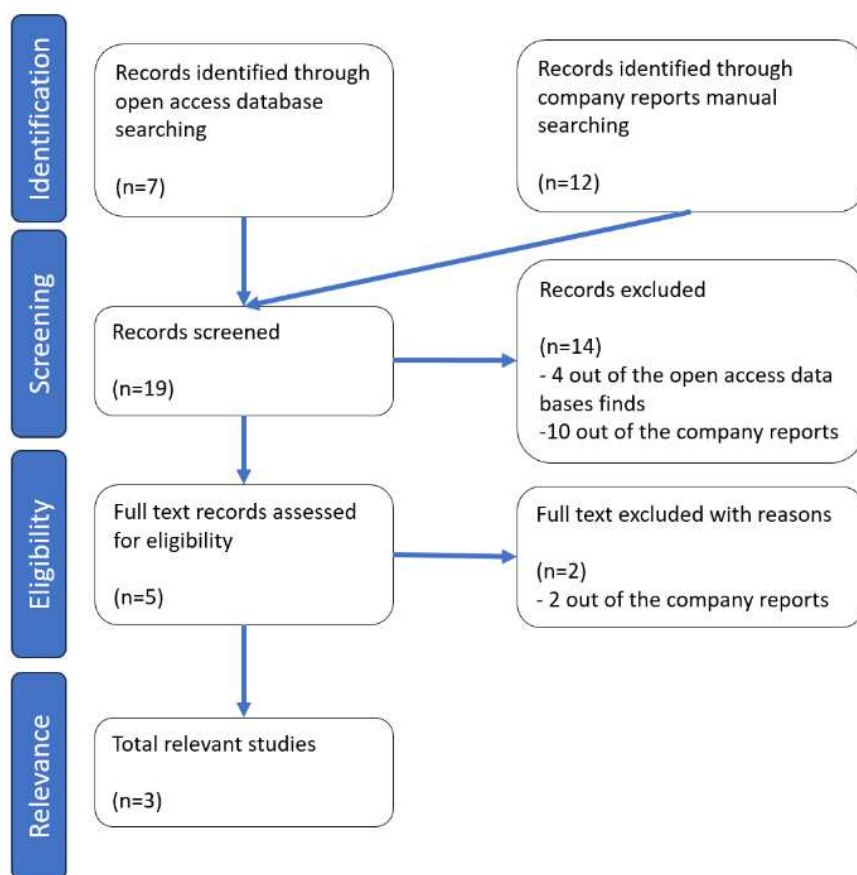 Identification
Records identified through
open access database
searching
(n=7)
Records identified through
company reports manual
searching
(n=12)
Screening
Records screened
(n=19)
Records excluded
(n=14)
- 4 out of the open access data
bases finds
-10 out of the company reports
Eligibility
Full text records assessed
for eligibility
(n=5)
Full text excluded with reasons
(n=2)
- 2 out of the company reports
Relevance
Total relevant studies
(n=3)